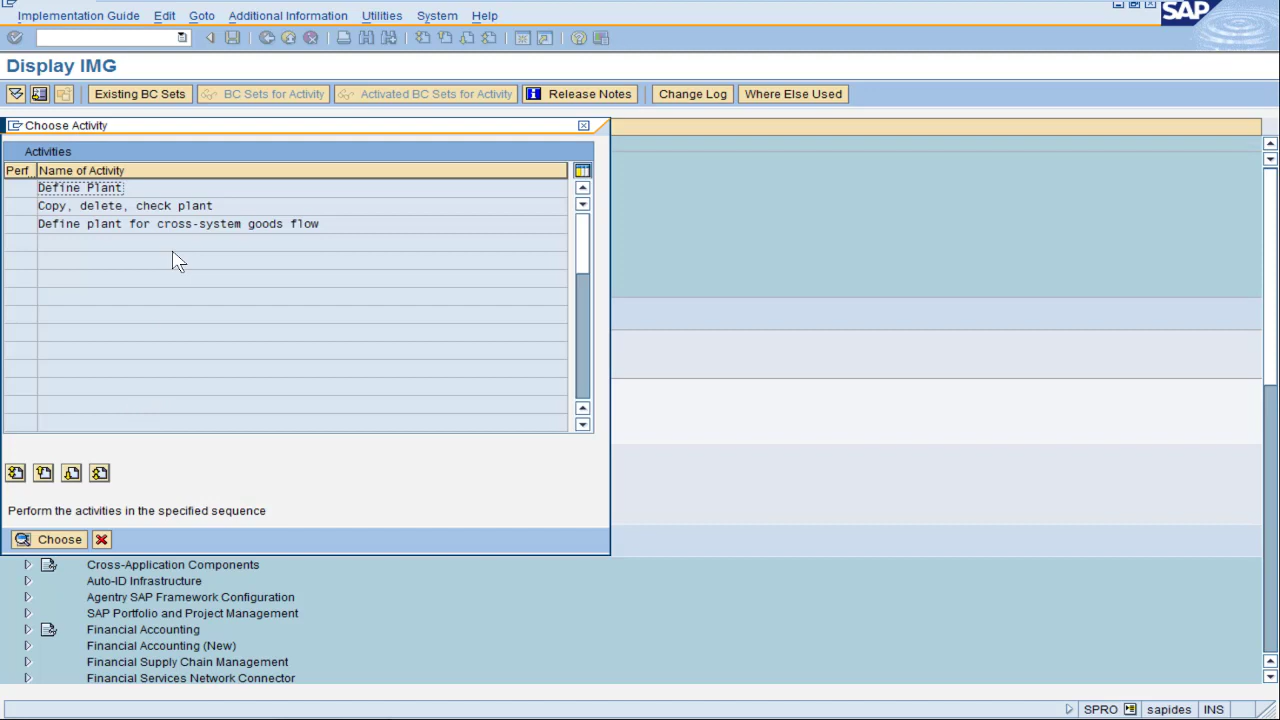 Implementation Guide Edit Goto Additional Information Utilities System Help
SAP
Display IMG
Existing BC Sets BC Sets for Activity Activated BC Sets for Activity Release Notes Change Log Where Else Used
Choose Activity
Activities
Perf... Name of Activity
Define Plant
Copy, delete, check plant
Define plant for cross-system goods flow
Perform the activities in the specified sequence
Choose
Cross-Application Components
Auto-ID Infrastructure
Agentry SAP Framework Configuration
SAP Portfolio and Project Management
Financial Accounting
Financial Accounting (New)
Financial Supply Chain Management
Financial Services Network Connector
SPRO sapides INS